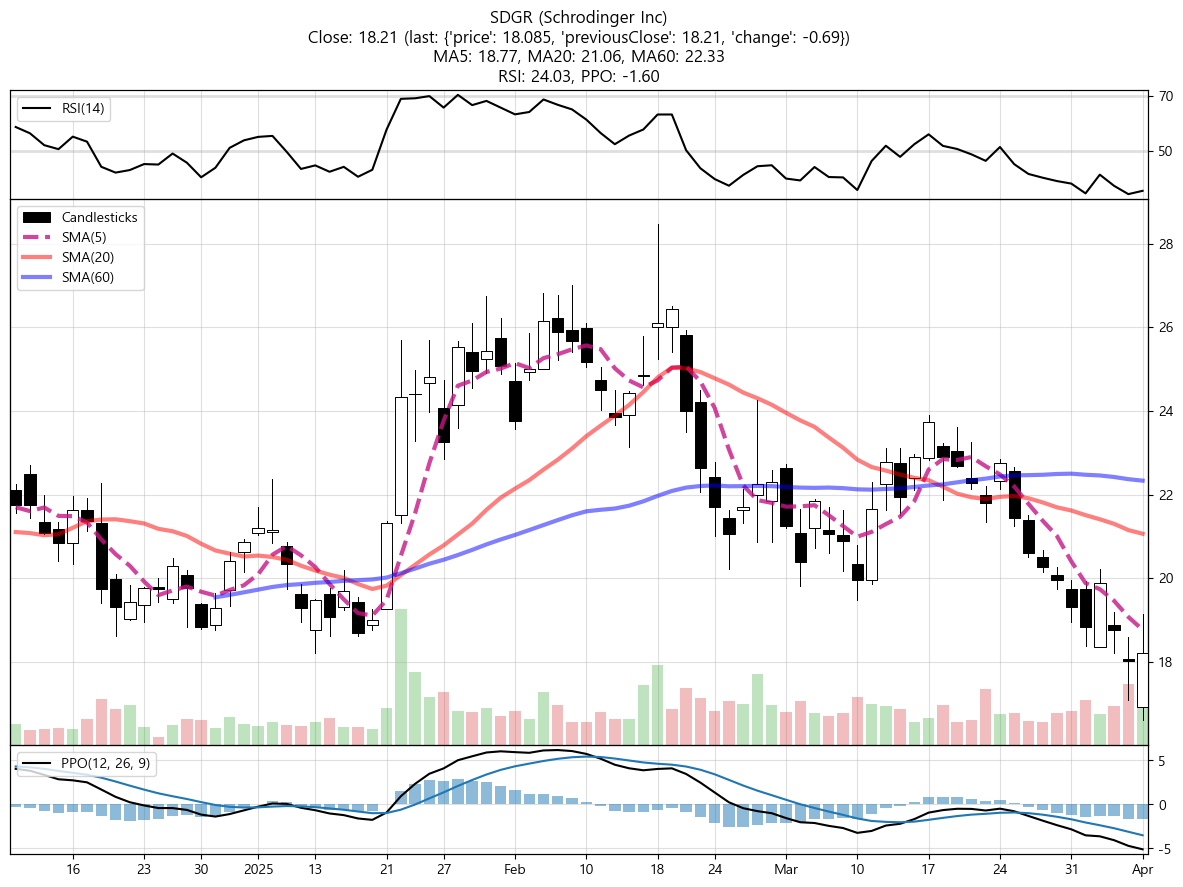 SDGR (Schrodinger Inc)
Close: 18.21 (last: {'price': 18.085, 'previousClose': 18.21, 'change': -0.69})
MA5: 18.77, MA20: 21.06, MA60: 22.33
RSI: 24.03, PPO: -1.60
RSI(14)
70
50
Candlesticks
SMA(5)
SMA(20)
SMA(60)
28
26
24
22
20
18
PPO(12, 26, 9)
5
0
-5
16 23 30 2025 13 21 27 Feb 10 18 24 Mar 10 17 24 31 Apr